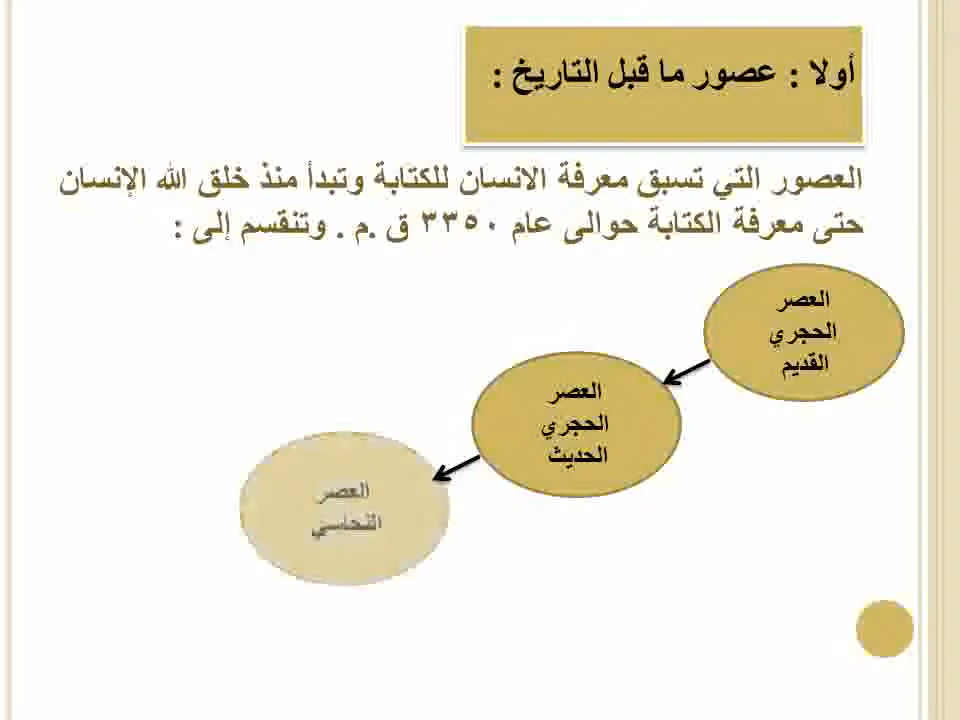 أولا : عصور ما قبل التاريخ :
العصور التي تسبق معرفة الانسان للكتابة وتبدأ منذ خلق الله الإنسان
حتى معرفة الكتابة حوالى عام ٣٣٥٠ ق .م . وتنقسم إلى :
العصر
الحجري
القديم
العصر
الحجري
الحديث
العصر
النحاسي